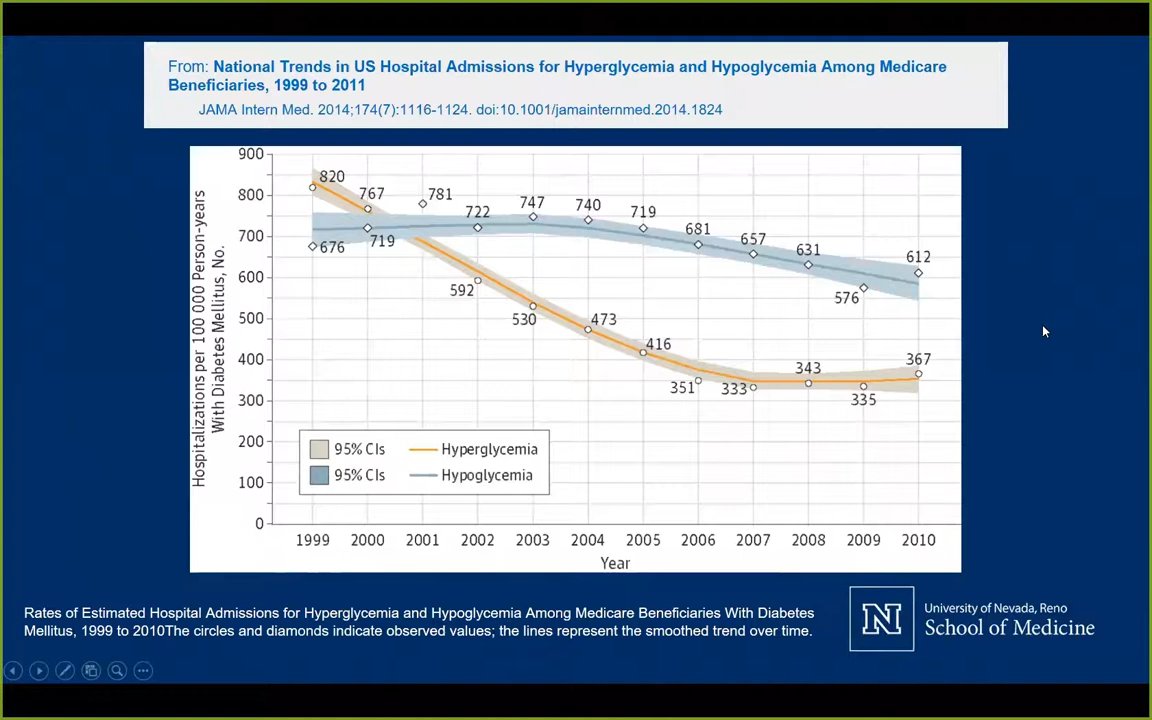 From: National Trends in US Hospital Admissions for Hyperglycemia and Hypoglycemia Among Medicare
Beneficiaries, 1999 to 2011
JAMA Intern Med. 2014;174(7):1116-1124. doi:10.1001/jamainternmed.2014.1824
Hospitalizations per 100 000 Person-years
With Diabetes Mellitus, No.
900
800
700
600
500
400
300
200
100
0
820
767
781
722
747
740
719
681
657
631
612
676
719
592
530
473
416
351
333
343
576
335
367
95% CIs
Hyperglycemia
95% CIs
Hypoglycemia
1999 2000 2001 2002 2003 2004 2005 2006 2007 2008 2009 2010
Year
Rates of Estimated Hospital Admissions for Hyperglycemia and Hypoglycemia Among Medicare Beneficiaries With Diabetes
Mellitus, 1999 to 2010The circles and diamonds indicate observed values; the lines represent the smoothed trend over time.
N
University of Nevada, Reno
School of Medicine